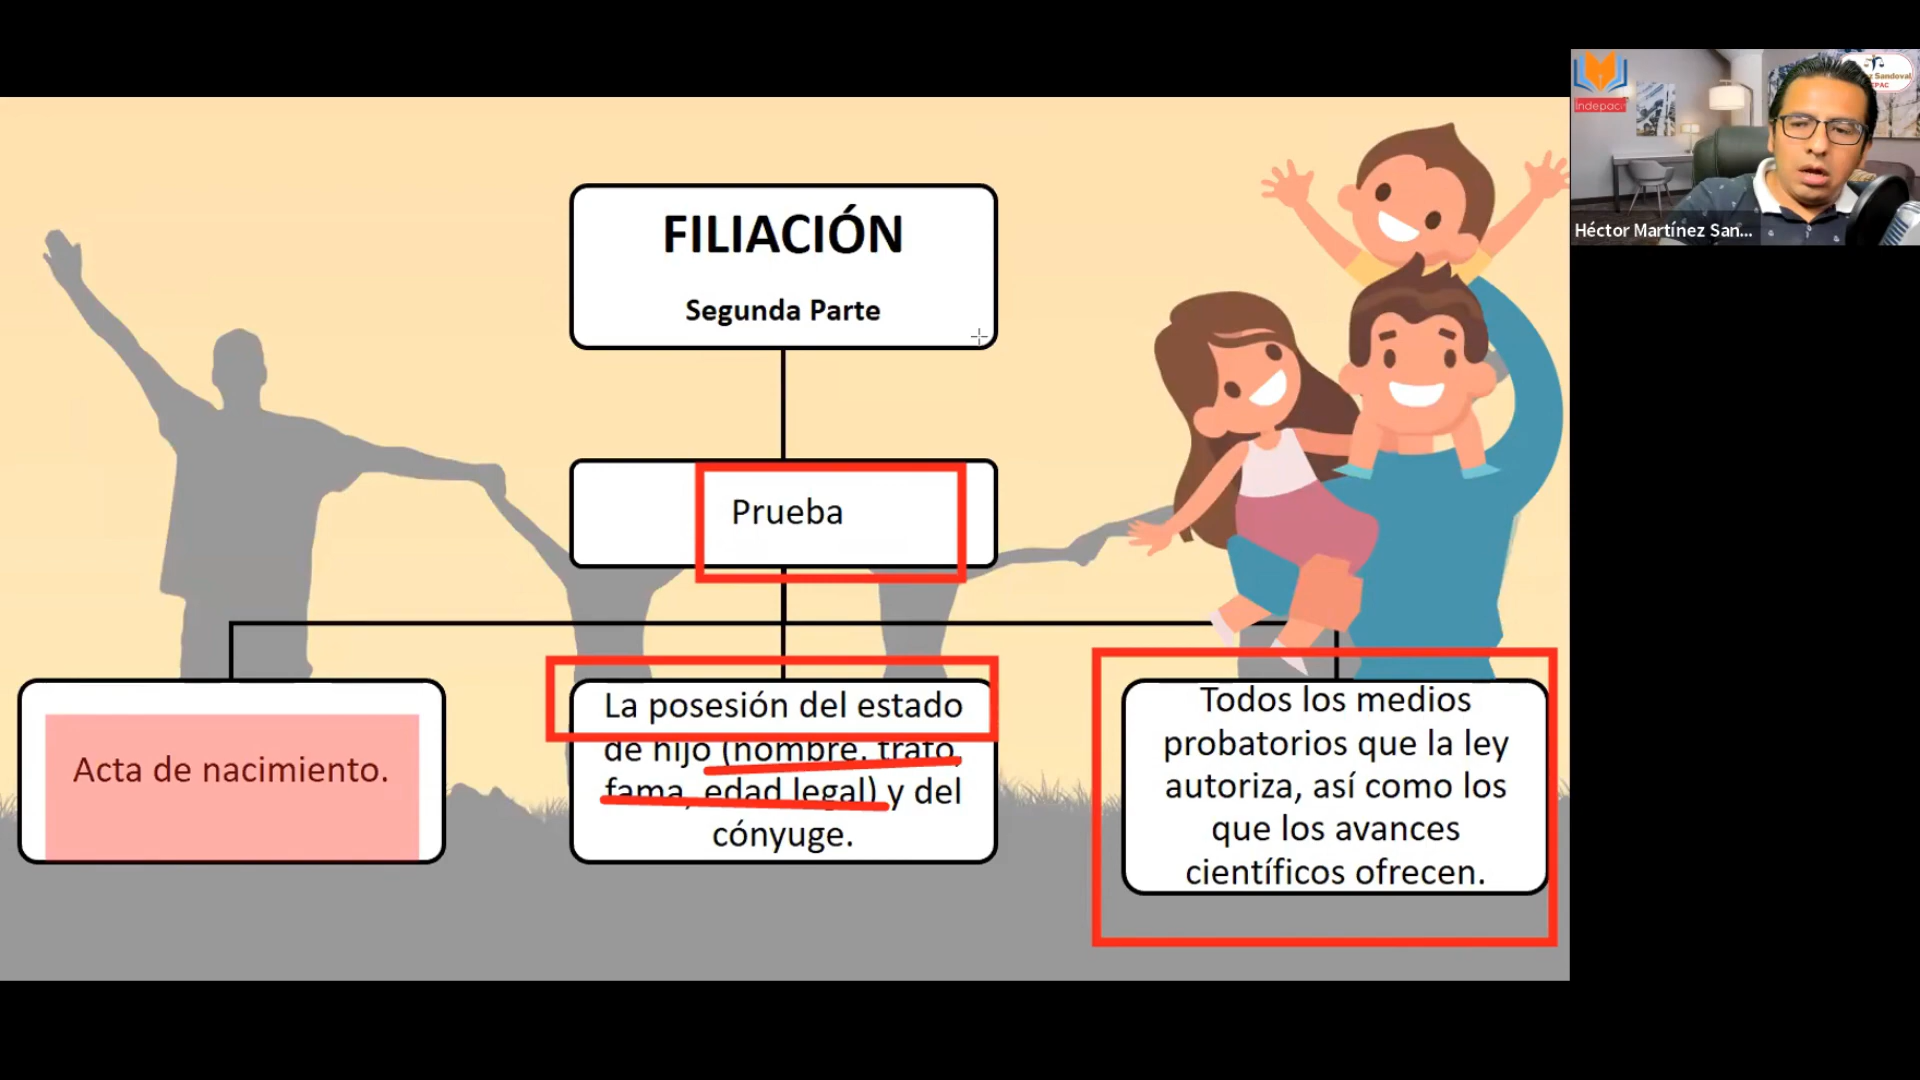 FILIACIÓN
Segunda Parte
Prueba
Acta de nacimiento.
La posesión del estado
de hijo (nombre, trato,
fama, edad legal) y del
cónyuge.
Todos los medios
probatorios que la ley
autoriza, así como los
que los avances
científicos ofrecen.
Indepac
Sandoval
Héctor Martínez San...